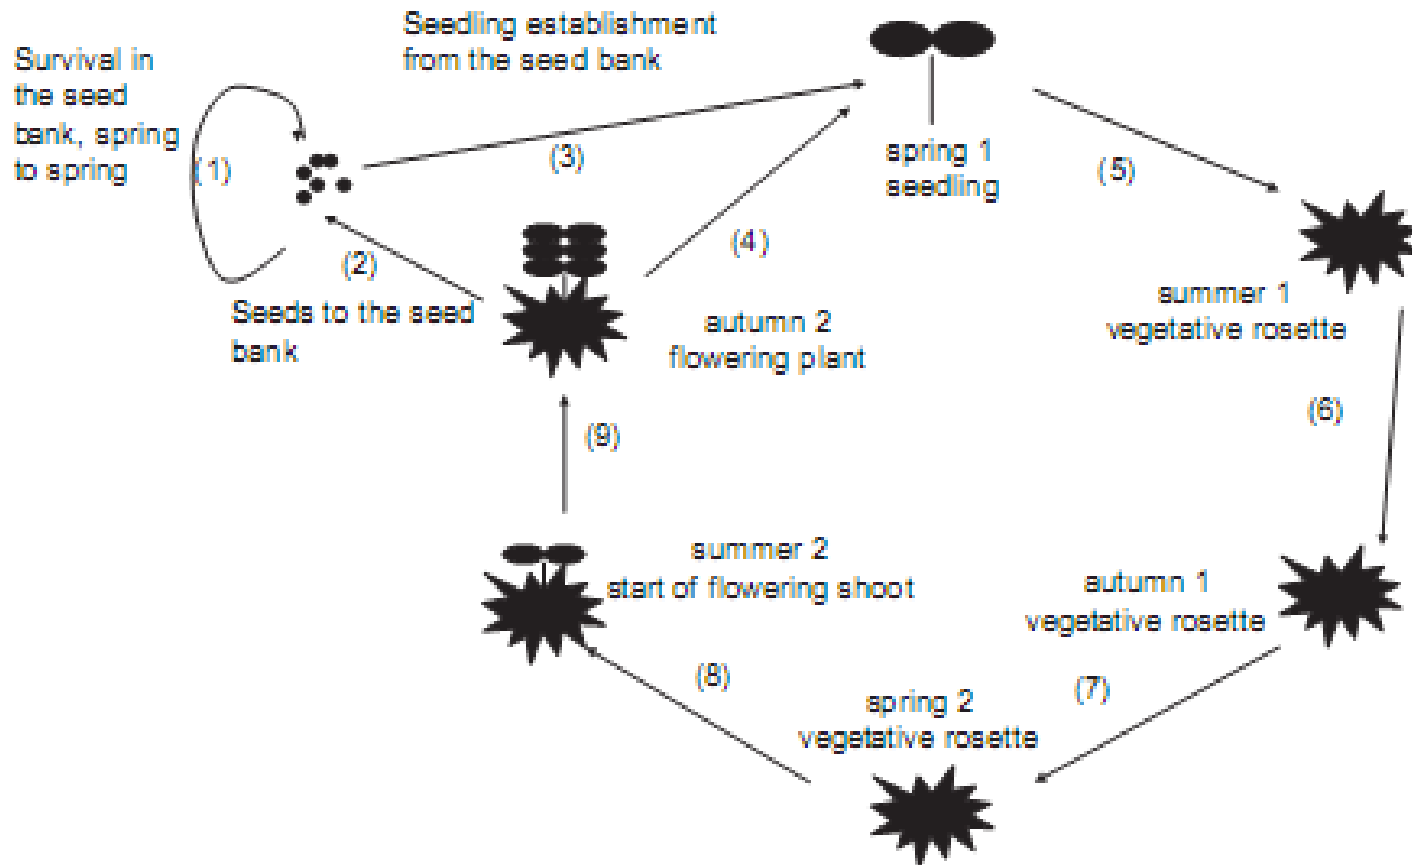 Seedling establishment
from the seed bank
Survival in
the seed
bank, spring
to spring
(1)
(3)
spring 1
seedling
(5)
(4)
(2)
Seeds to the seed
bank
autumn 2
flowering plant
summer 1
vegetative rosette
(6)
(9)
summer 2
start of flowering shoot
autumn 1
vegetative rosette
(8)
(7)
spring 2
vegetative rosette